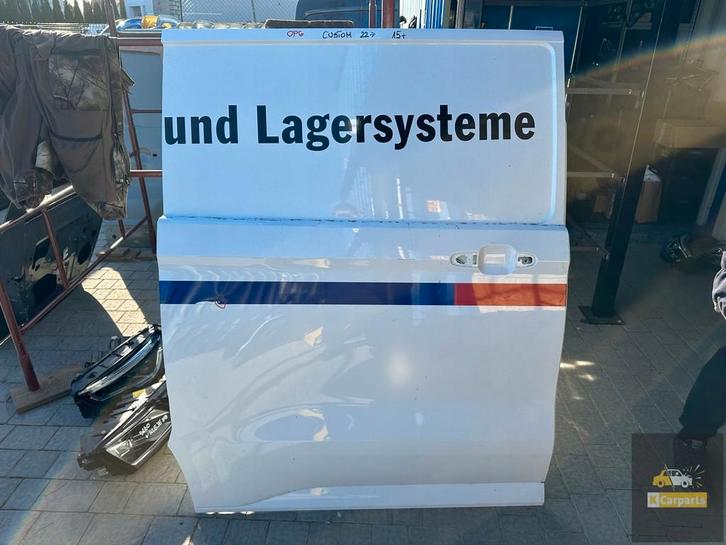 OPG CUSTOM 22> 15+
und Lagersysteme
K Carparts